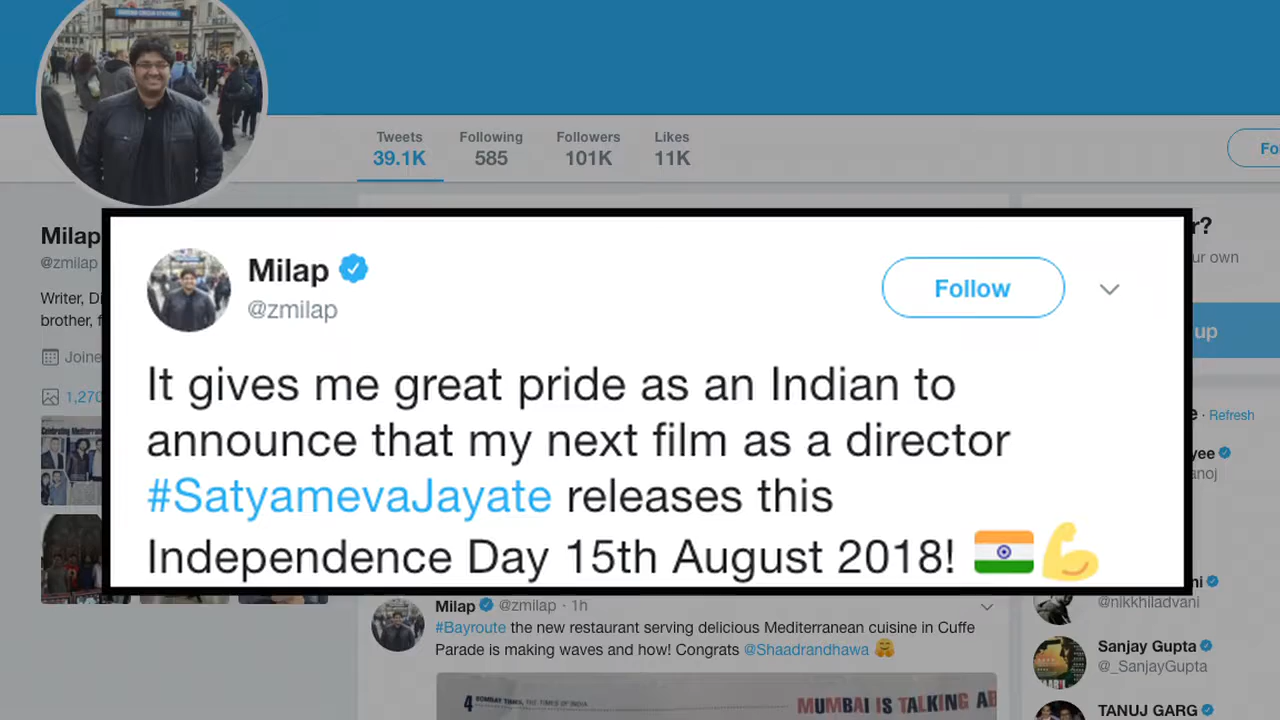 Tweets Following Followers Likes
39.1K 585 101K 11K
Fo
Milap
@zmilap
Writer, Di
brother, f
Joine
1,270
Milap
@zmilap
Follow
It gives me great pride as an Indian to
announce that my next film as a director
#SatyamevaJayate releases this
Independence Day 15th August 2018! 🇮🇳💪
Milap @zmilap · 1h
#Bayroute the new restaurant serving delicious Mediterranean cuisine in Cuffe
Parade is making waves and how! Congrats @Shaadrandhawa 🤗
4 BOMBAY TIMES, THE TIMES OF INDIA
MUMBAI IS TALKING AB
r?
ur own
up
e · Refresh
yee
anoj
ni
@nikkhiladvani
Sanjay Gupta
@_SanjayGupta
TANUJ GARG